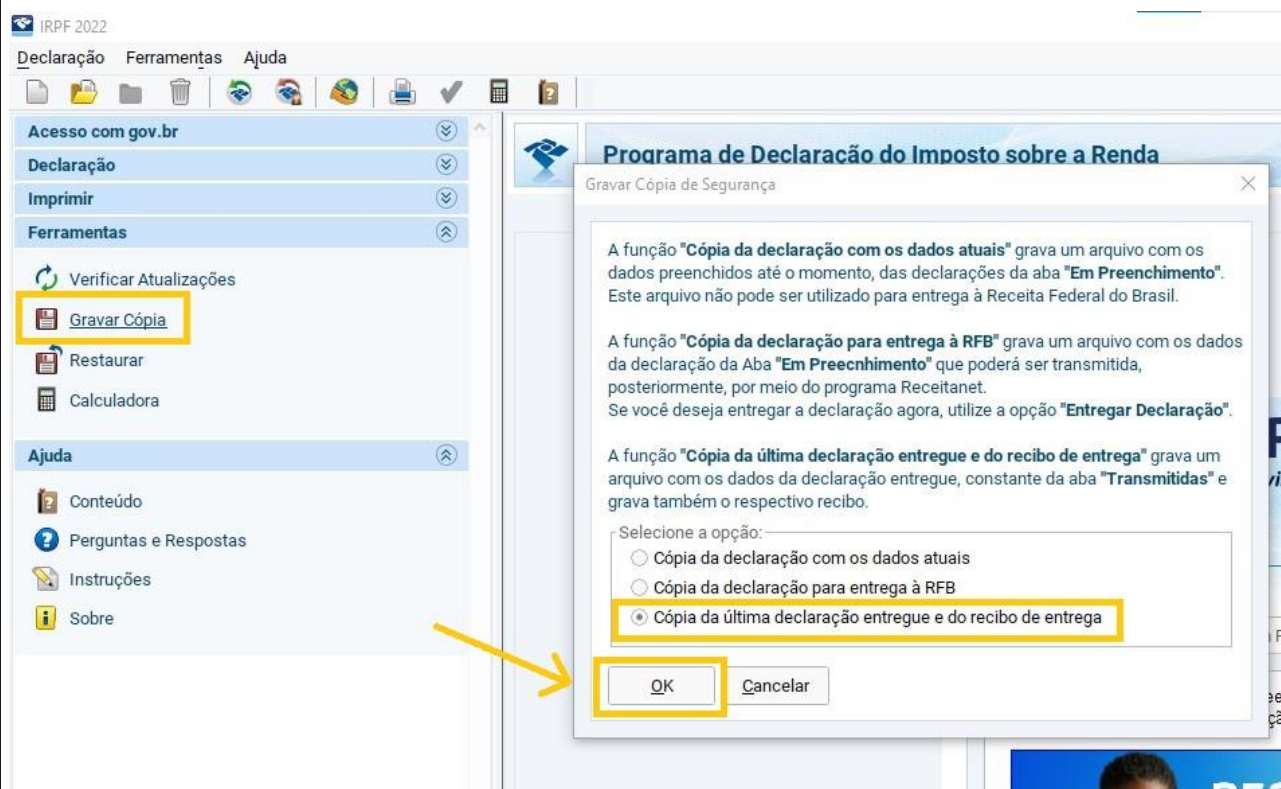 IRPF 2022
Declaração Ferramentas Ajuda
Acesso com gov.br
Declaração
Imprimir
Ferramentas
Verificar Atualizações
Gravar Cópia
Restaurar
Calculadora
Ajuda
Conteúdo
Perguntas e Respostas
Instruções
Sobre
Programa de Declaração do Imposto sobre a Renda
Gravar Cópia de Segurança
A função "Cópia da declaração com os dados atuais" grava um arquivo com os
dados preenchidos até o momento, das declarações da aba "Em Preenchimento".
Este arquivo não pode ser utilizado para entrega à Receita Federal do Brasil.
A função "Cópia da declaração para entrega à RFB" grava um arquivo com os dados
da declaração da Aba "Em Preecnhimento" que poderá ser transmitida,
posteriormente, por meio do programa Receitanet.
Se você deseja entregar a declaração agora, utilize a opção "Entregar Declaração".
A função "Cópia da última declaração entregue e do recibo de entrega" grava um
arquivo com os dados da declaração entregue, constante da aba "Transmitidas" e
grava também o respectivo recibo.
Selecione a opção:
Cópia da declaração com os dados atuais
Cópia da declaração para entrega à RFB
Cópia da última declaração entregue e do recibo de entrega
OK Cancelar